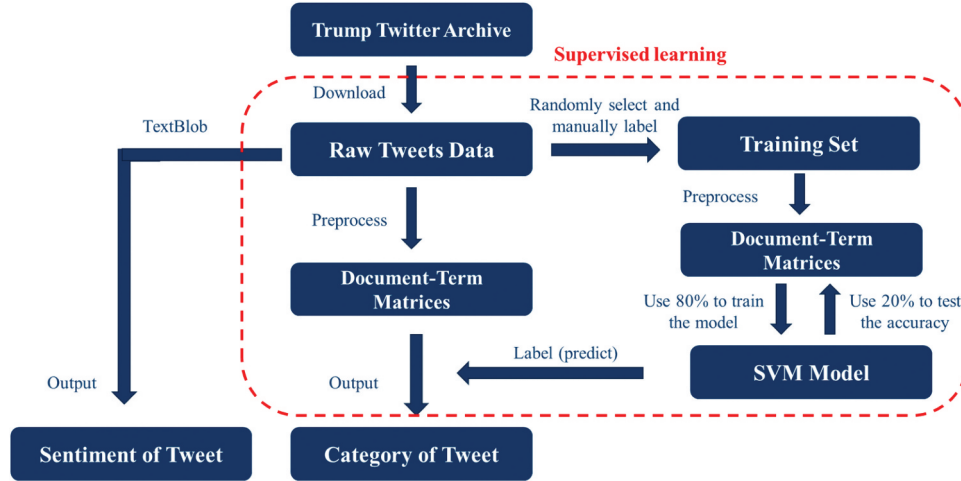 Trump Twitter Archive
Supervised learning
Download
Randomly select and
manually label
TextBlob
Raw Tweets Data
Training Set
Preprocess
Preprocess
Document-Term
Matrices
Document-Term
Matrices
Use 80% to train
the model
Use 20% to test
the accuracy
Label (predict)
SVM Model
Output
Output
Sentiment of Tweet
Category of Tweet